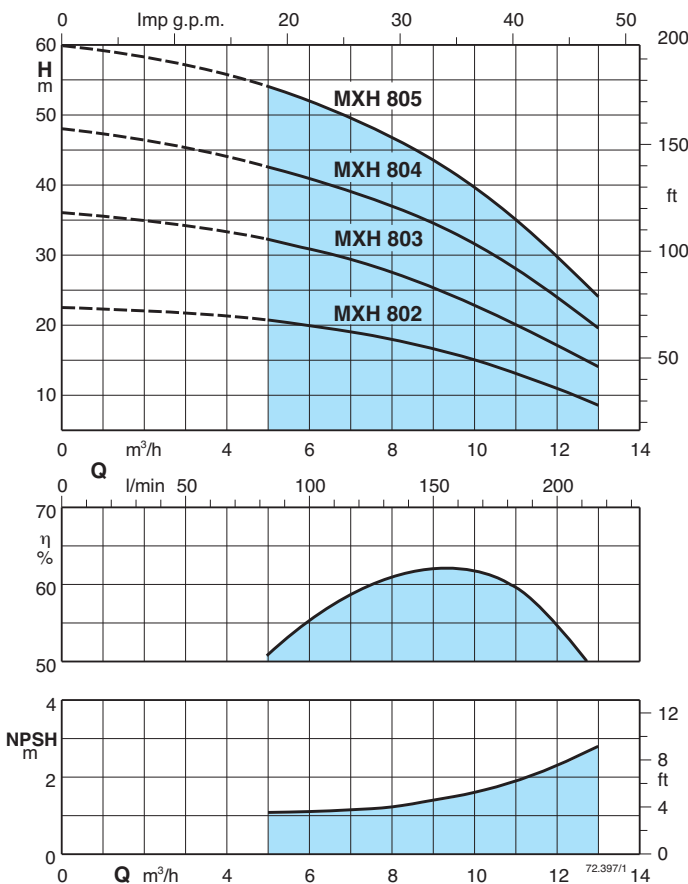 0 Imp g.p.m. 20 30 40 50
60 200
H
m
MXH 805
50
150
MXH 804
40
ft
MXH 803
100
30
MXH 802
20
50
10
0 m³/h 4 6 8 10 12 14
Q
0 l/min 50 100 150 200
70
η
%
60
50
4
12
NPSH
m
8
2
ft
4
0 0
72.397/1
0 Q m³/h 4 6 8 10 12 14